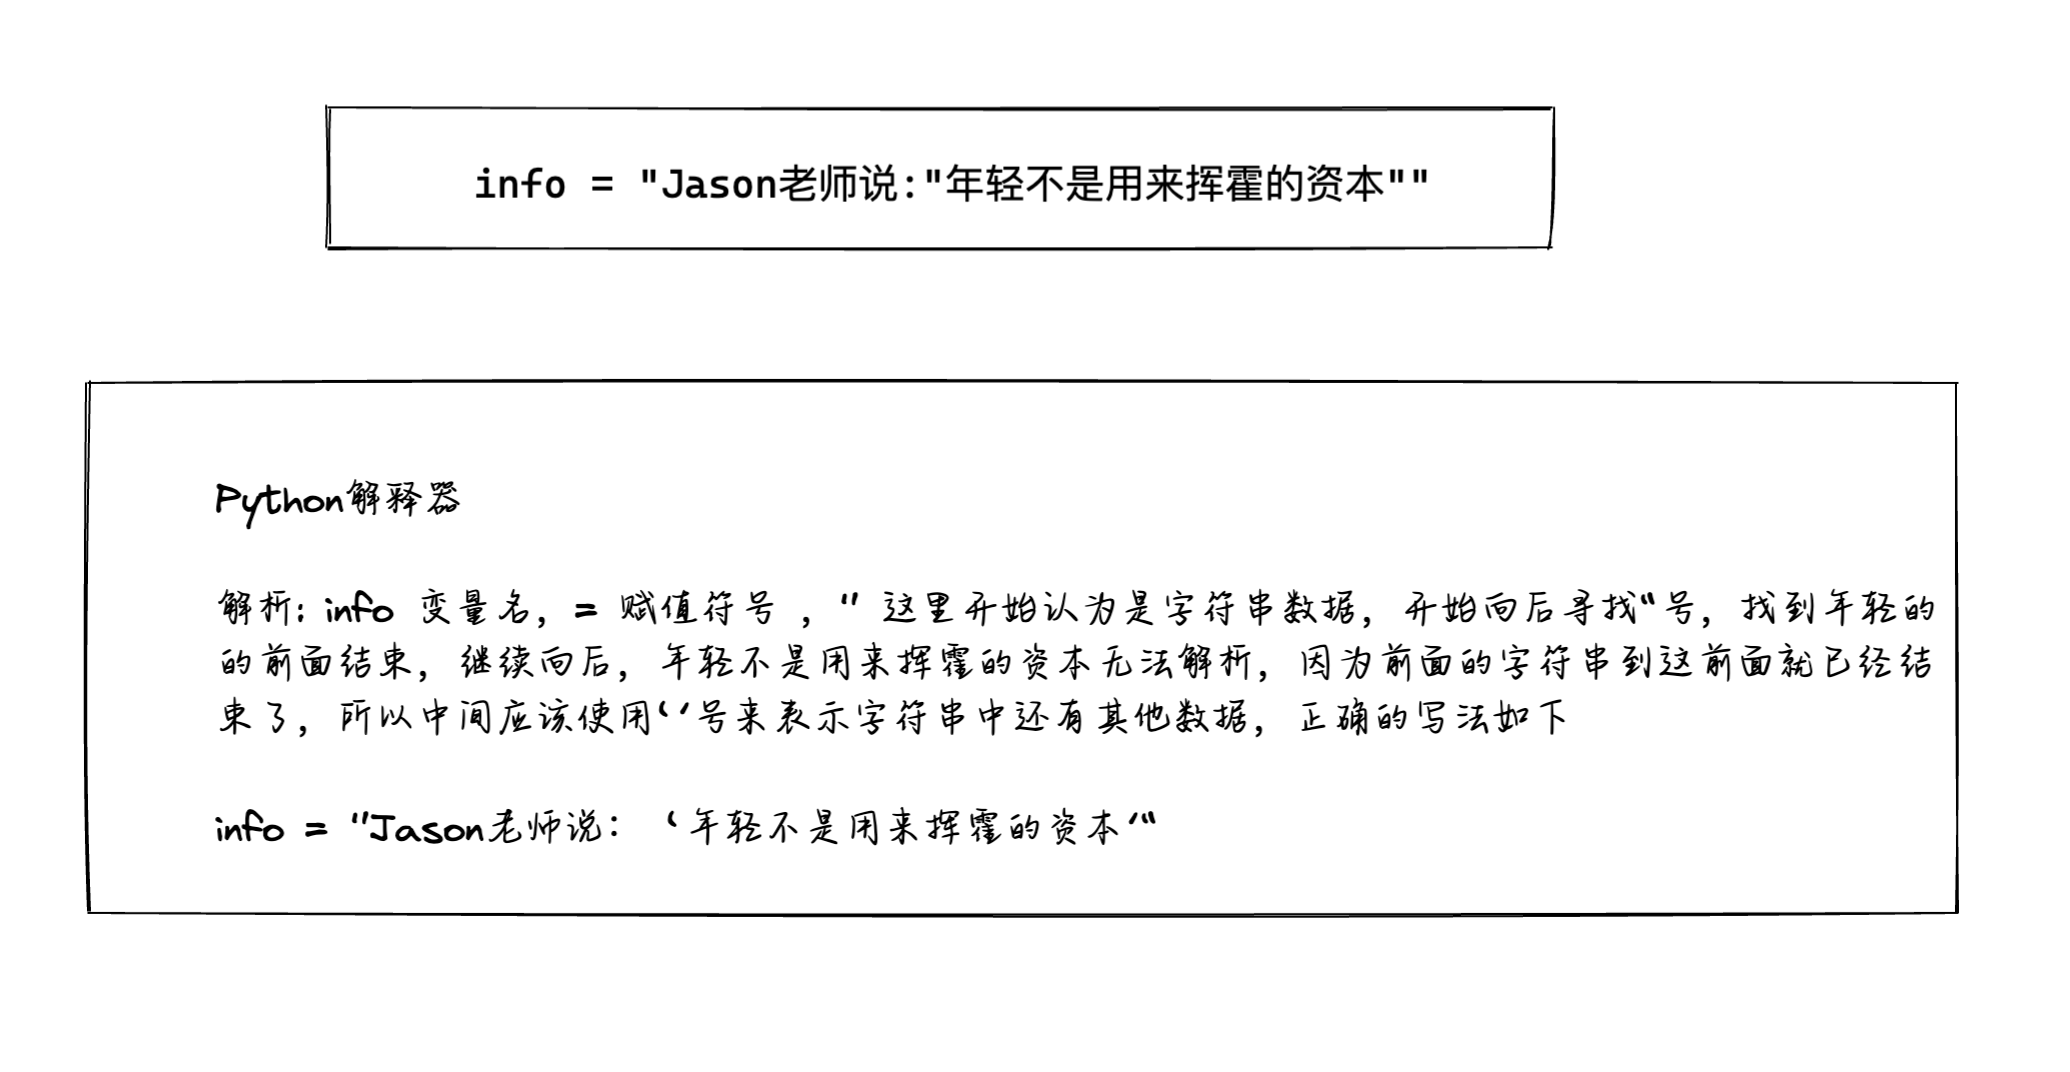 info = "Jason老师说:"年轻不是用来挥霍的资本""
Python解释器
解析: info 变量名，= 赋值符号 ，" 这里开始认为是字符串数据，开始向后寻找"号，找到年轻的
的前面结束，继续向后，年轻不是用来挥霍的资本无法解析，因为前面的字符串到这前面就已经结
束了，所以中间应该使用‘’号来表示字符串中还有其他数据，正确的写法如下
info = "Jason老师说： ‘年轻不是用来挥霍的资本’"